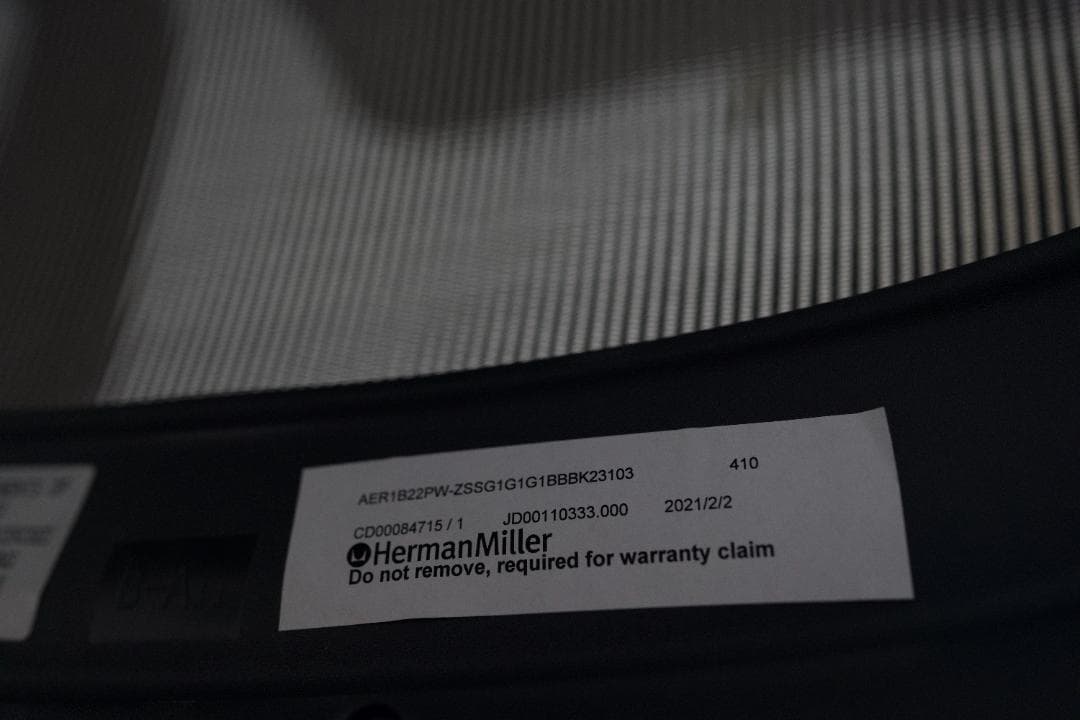 AER1B22PW-ZSSG1G1G1BBBK23103 410
CD00084715 / 1 JD00110333.000 2021/2/2
HermanMiller
Do not remove, required for warranty claim